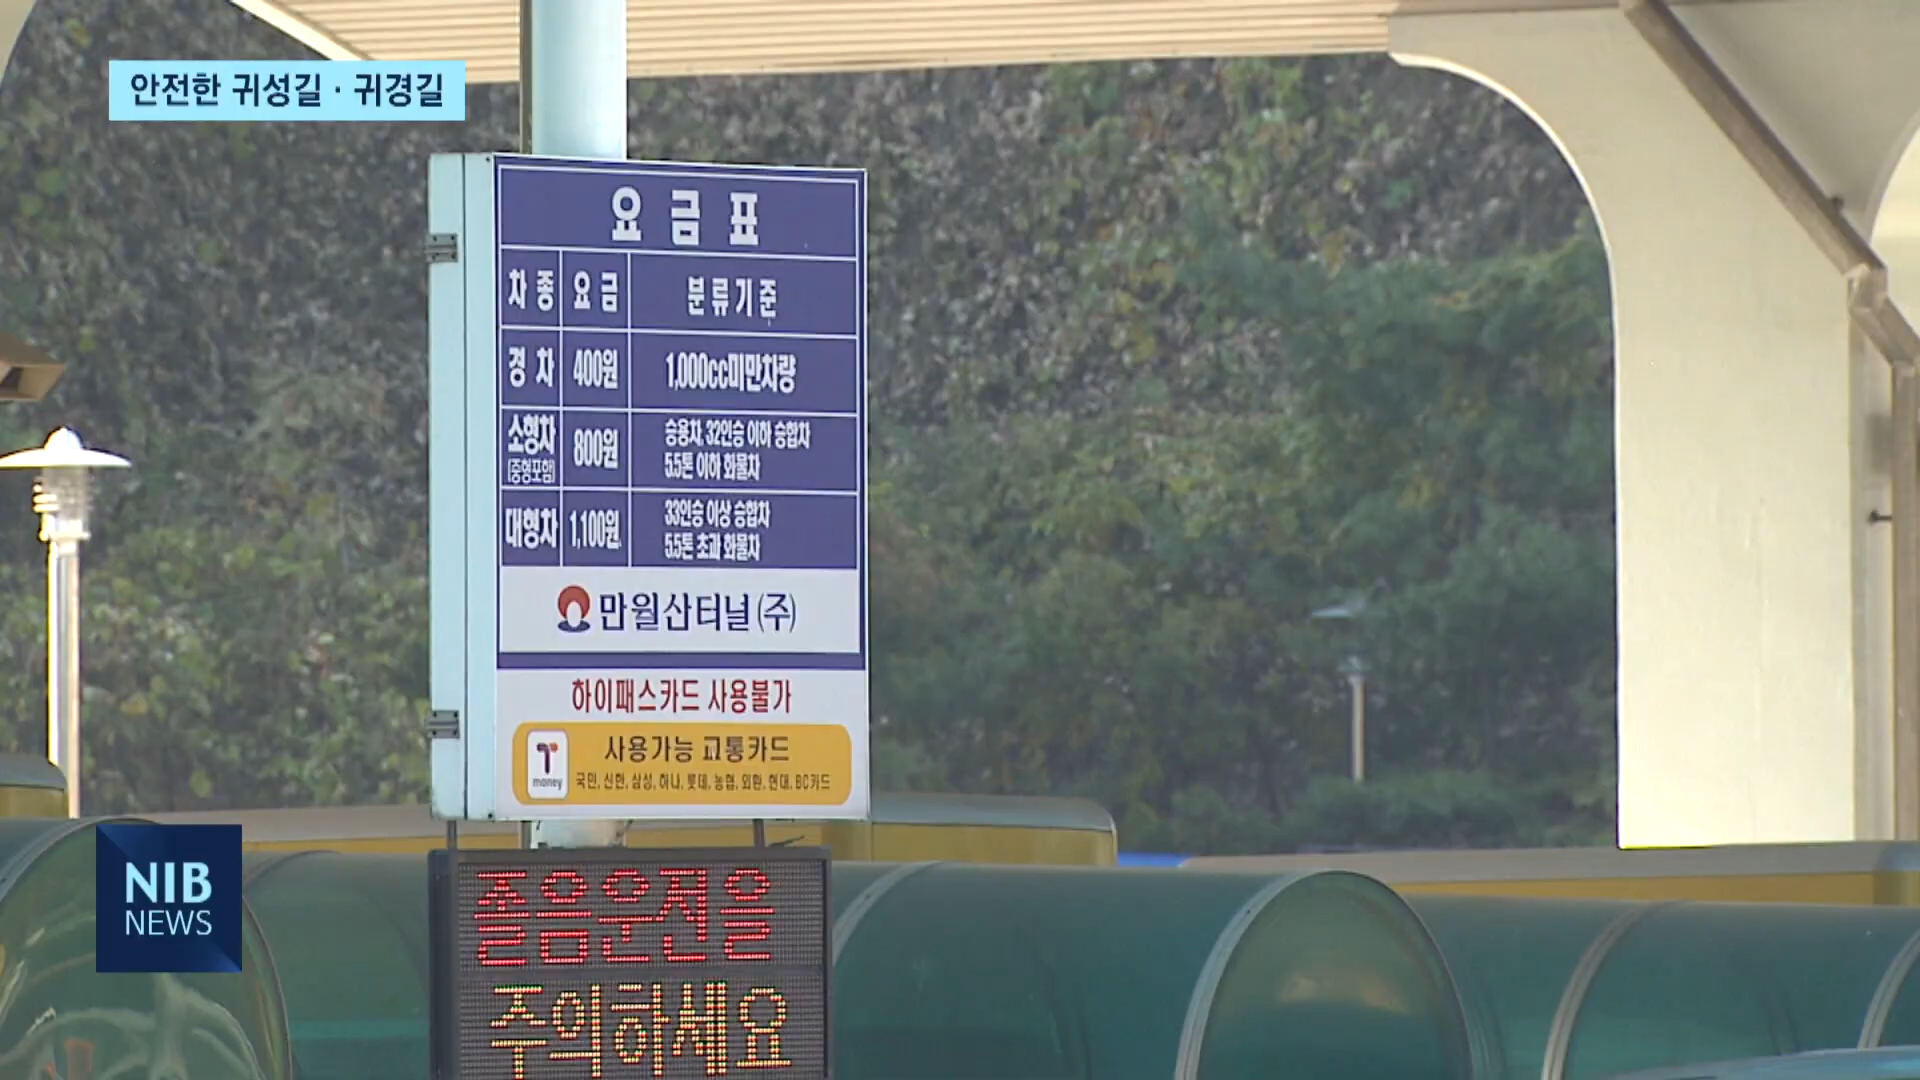 안전한 귀성길·귀경길
요금표
차종 요금 분류기준
경차 400원 1,000cc미만차량
소형차 (중형포함) 800원 승용차, 32인승 이하 승합차
5.5톤 이하 화물차
대형차 1,100원 33인승 이상 승합차
5.5톤 초과 화물차
만월산터널(주)
하이패스카드 사용불가
T money
사용가능 교통카드
국민, 신한, 삼성, 하나, 롯데, 농협, 외환, 현대, BC카드
졸음운전을
주의하세요
NIB
NEWS